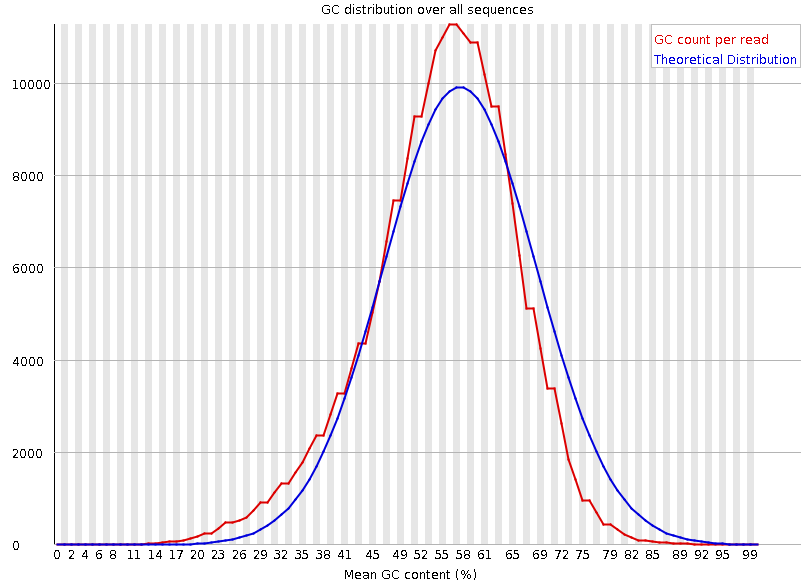 GC distribution over all sequences
GC count per read
Theoretical Distribution
10000
8000
6000
4000
2000
0
0 2 4 6 8 11 14 17 20 23 26 29 32 35 38 41 45 49 52 55 58 61 65 69 72 75 79 82 85 89 92 95 99
Mean GC content (%)